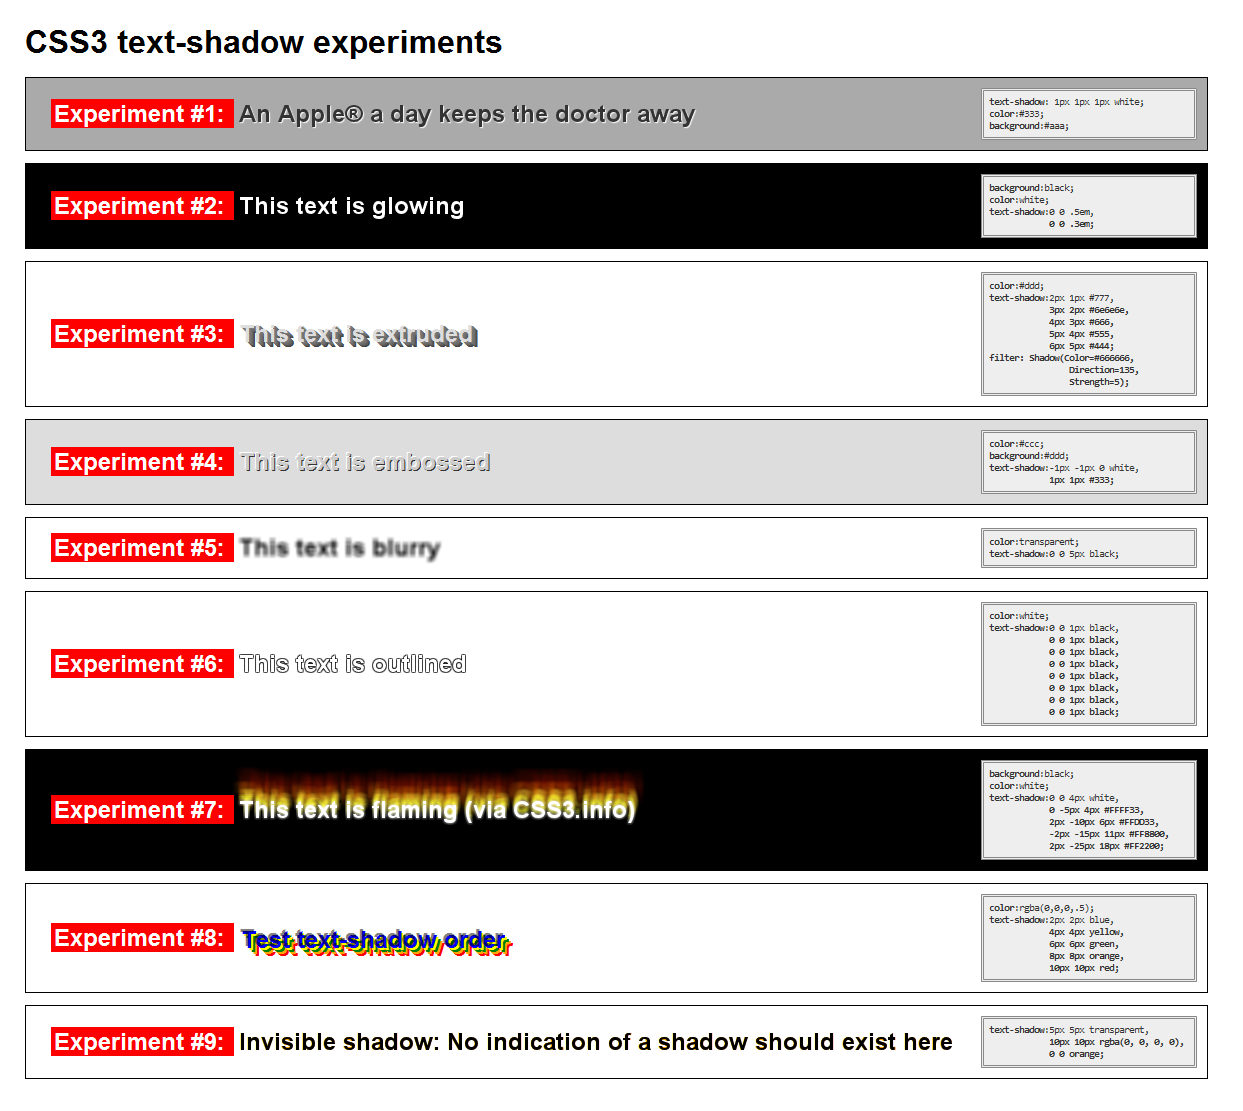 CSS3 text-shadow experiments
Experiment #1: An Apple® a day keeps the doctor away
text-shadow: 1px 1px 1px white;
color:#333;
background:#aaa;
Experiment #2: This text is glowing
background:black;
color:white;
text-shadow:0 0 .5em,
0 0 .3em;
Experiment #3: This text is extruded
color:#ddd;
text-shadow:2px 1px #777,
3px 2px #6e6e6e,
4px 3px #666,
5px 4px #555,
6px 5px #444;
filter: Shadow(Color=#666666,
Direction=135,
Strength=5);
Experiment #4: This text is embossed
color:#ccc;
background:#ddd;
text-shadow:-1px -1px 0 white,
1px 1px #333;
Experiment #5: This text is blurry
color:transparent;
text-shadow:0 0 5px black;
Experiment #6: This text is outlined
color:white;
text-shadow:0 0 1px black,
0 0 1px black,
0 0 1px black,
0 0 1px black,
0 0 1px black,
0 0 1px black,
0 0 1px black,
0 0 1px black;
Experiment #7: This text is flaming (via CSS3.info)
background:black;
color:white;
text-shadow:0 0 4px white,
0 -5px 4px #FFFF33,
2px -10px 6px #FFDD33,
-2px -15px 11px #FF8800,
2px -25px 18px #FF2200;
Experiment #8: Test text-shadow order
color:rgba(0,0,0,.5);
text-shadow:2px 2px blue,
4px 4px yellow,
6px 6px green,
8px 8px orange,
10px 10px red;
Experiment #9: Invisible shadow: No indication of a shadow should exist here
text-shadow:5px 5px transparent,
10px 10px rgba(0, 0, 0, 0),
0 0 orange;